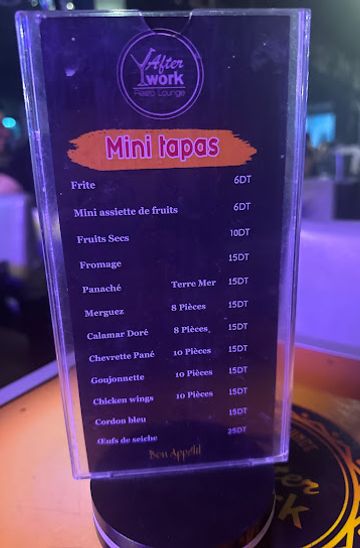 After
work
Resto Lounge
Mini tapas
Frite 6DT
Mini assiette de fruits 6DT
Fruits Secs 10DT
Fromage 15DT
Panaché Terre Mer 15DT
Merguez 8 Pièces 15DT
Calamar Doré 8 Pièces 15DT
Chevrette Pané 10 Pièces 15DT
Goujonnette 10 Pièces 15DT
Chicken wings 10 Pièces 15DT
Cordon bleu 15DT
Œufs de seiche 25DT
Bon Appétit
After
work